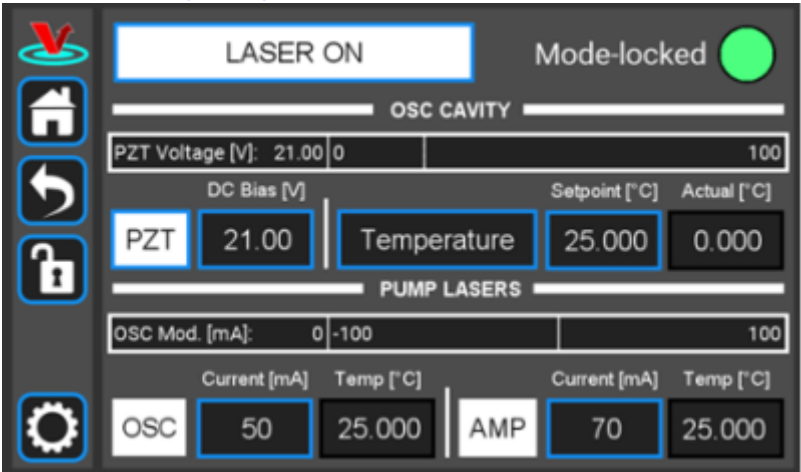 LASER ON Mode-locked
OSC CAVITY
PZT Voltage [V]: 21.00 0 100
DC Bias [V] Setpoint [°C] Actual [°C]
PZT 21.00 Temperature 25.000 0.000
PUMP LASERS
OSC Mod. [mA]: 0 -100 100
Current [mA] Temp [°C] Current [mA] Temp [°C]
OSC 50 25.000 AMP 70 25.000